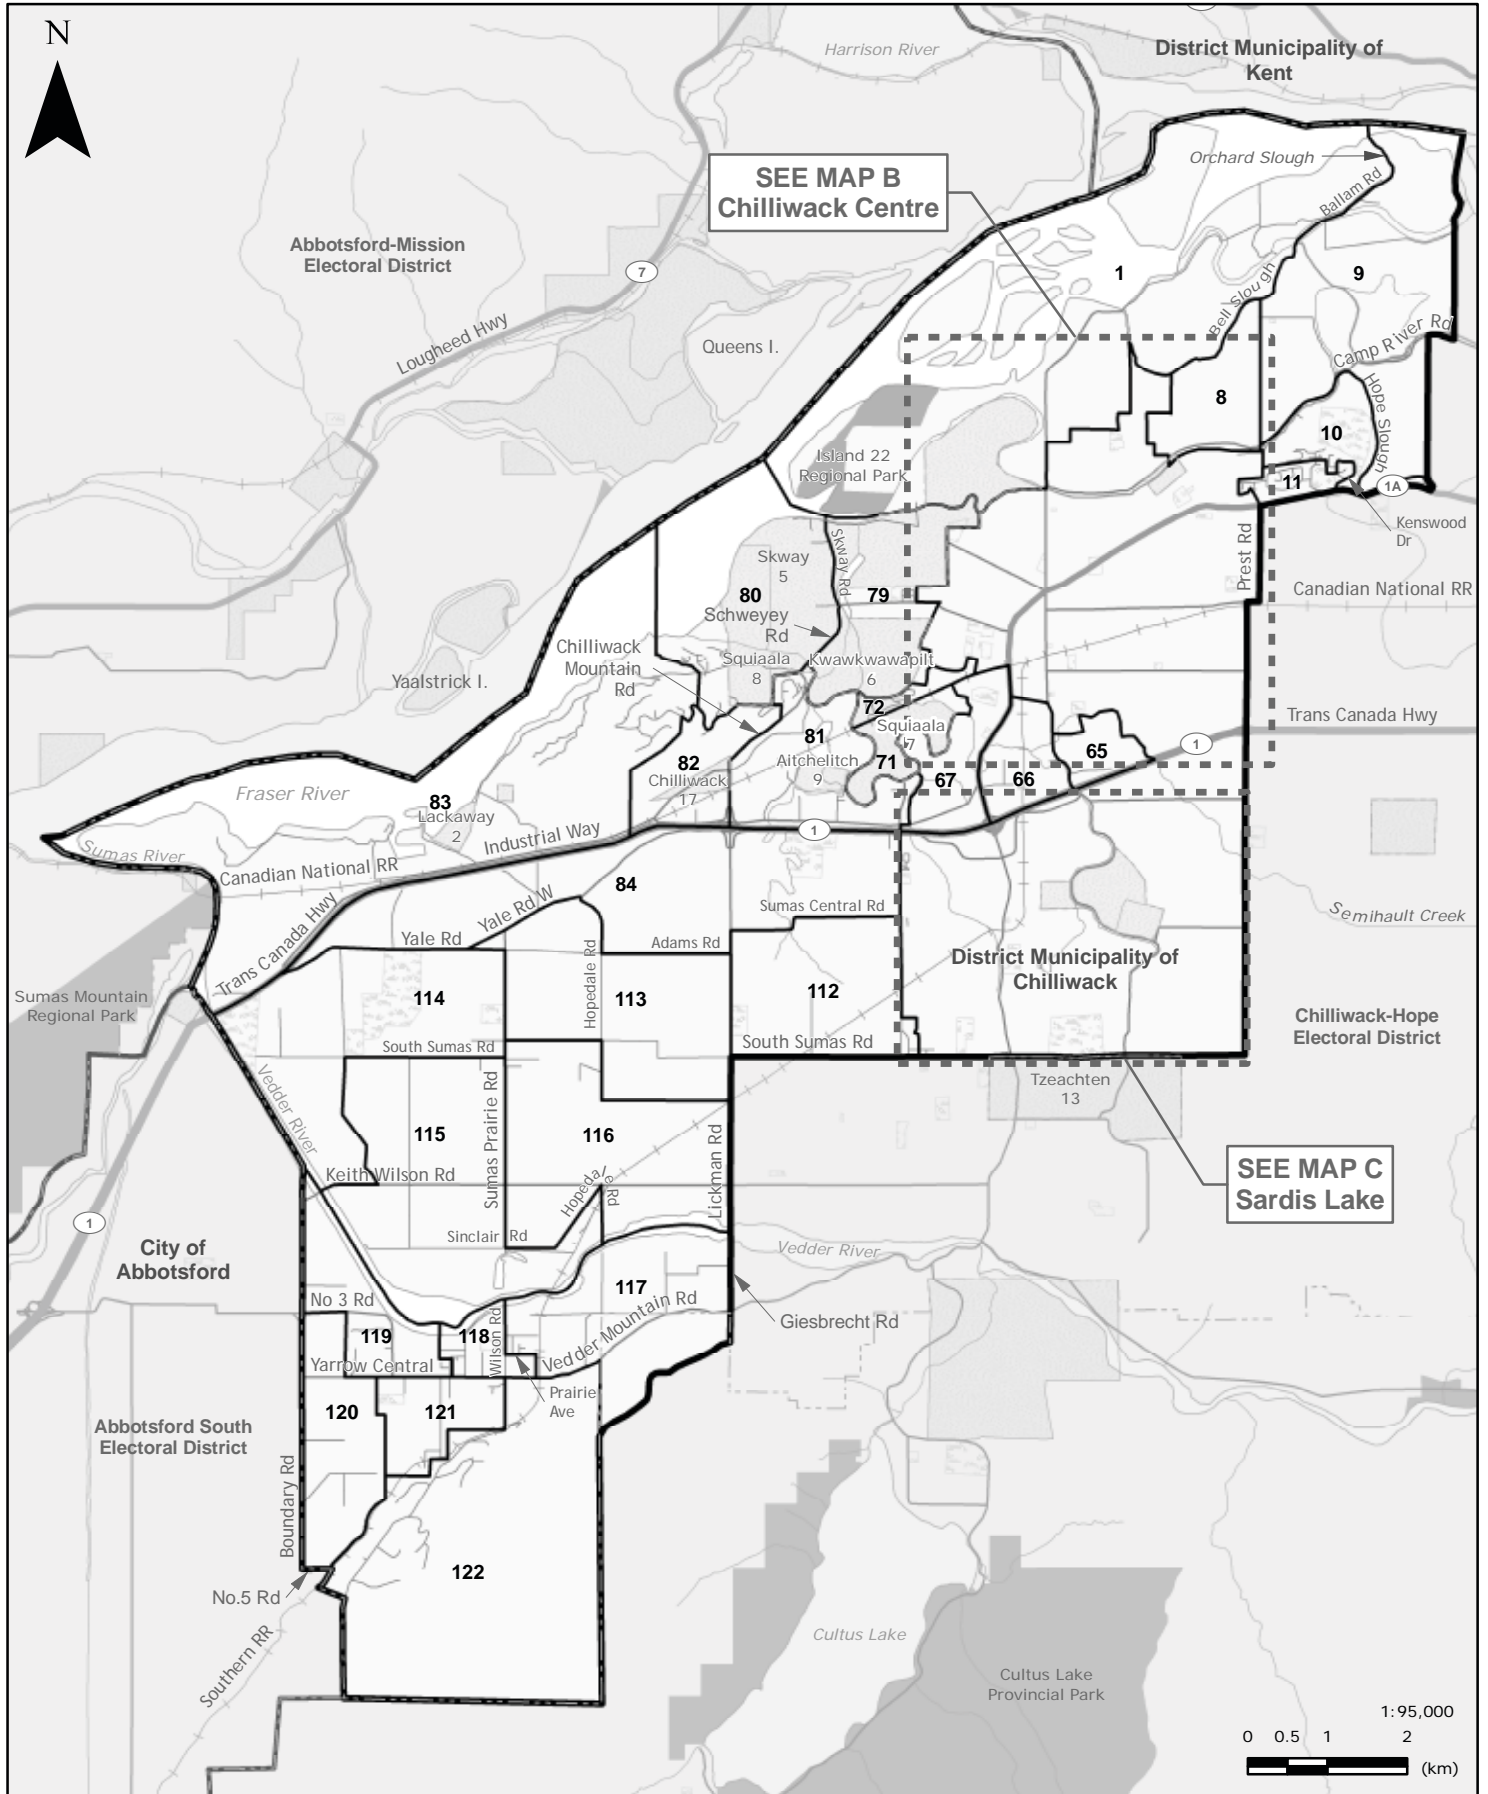 N
Harrison River
District Municipality of
Kent
Orchard Slough
SEE MAP B
Chilliwack Centre
Ballam Rd
Abbotsford-Mission
Electoral District
7
1
9
Bell Slough
Lougheed Hwy
Queens I.
Camp River Rd
8
Hope Slough
10
Island 22
Regional Park
11
1A
Kenswood
Dr
Skway
5
Skway Rd
Prest Rd
80
79
Canadian National RR
Schweyey
Rd
Chilliwack
Mountain
Rd
Squiaala
8
Kwawkwawapilt
6
Yaalstrick I.
72
Squiaala
7
Trans Canada Hwy
81
1
65
82
Aitchelitch
9
71
67
66
Chilliwack
17
Fraser River
83
Lackaway
2
Industrial Way
1
Sumas River
Canadian National RR
84
Yale Rd W
Sumas Central Rd
Semihault Creek
Trans Canada Hwy
Yale Rd
Adams Rd
Hopedale Rd
District Municipality of
Chilliwack
Sumas Mountain
Regional Park
114
113
112
Chilliwack-Hope
Electoral District
South Sumas Rd
South Sumas Rd
Vedder River
Sumas Prairie Rd
Tzeachten
13
115
116
Lickman Rd
Keith Wilson Rd
Hopedale Rd
SEE MAP C
Sardis Lake
1
Sinclair Rd
City of
Abbotsford
Vedder River
117
No 3 Rd
Vedder Mountain Rd
Giesbrecht Rd
119
118
Wilson Rd
Yarrow Central
Prairie
Ave
120
121
Abbotsford South
Electoral District
Boundary Rd
122
No.5 Rd
Southern RR
Cultus Lake
Cultus Lake
Provincial Park
1:95,000
0 0.5 1 2
(km)